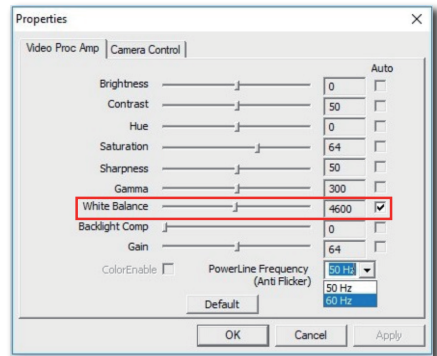 Properties
Video Proc Amp Camera Control
Auto
Brightness 0
Contrast 50
Hue 0
Saturation 64
Sharpness 50
Gamma 300
White Balance 4600
Backlight Comp 0
Gain 64
ColorEnable PowerLine Frequency 50 Hz
(Anti Flicker)
50 Hz
60 Hz
Default
OK Cancel Apply